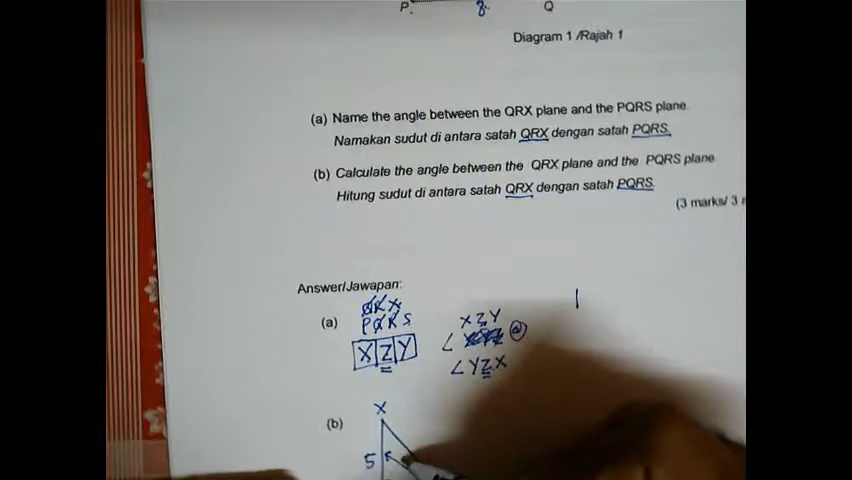 P. 8 Q
Diagram 1 /Rajah 1
(a) Name the angle between the QRX plane and the PQRS plane
Namakan sudut di antara satah QRX dengan satah PQRS.
(b) Calculate the angle between the QRX plane and the PQRS plane
Hitung sudut di antara satah QRX dengan satah PQRS.
(3 marks/ 3
Answer/Jawapan:
(a) QRX
PQRS
XZY
XZY
∠
∠YZX
(b) X
5